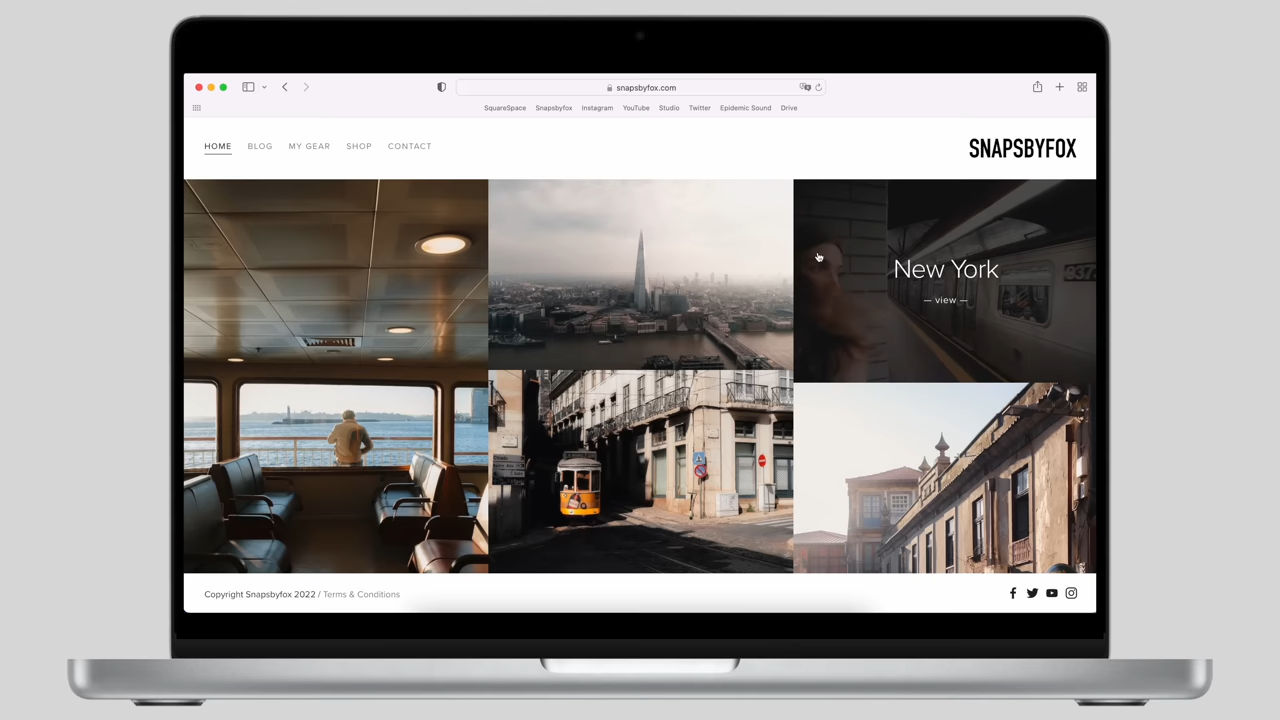 snapsbyfox.com
SquareSpace Snapsbyfox Instagram YouTube Studio Twitter Epidemic Sound Drive
HOME BLOG MY GEAR SHOP CONTACT
SNAPSBYFOX
New York
— view —
Copyright Snapsbyfox 2022 / Terms & Conditions